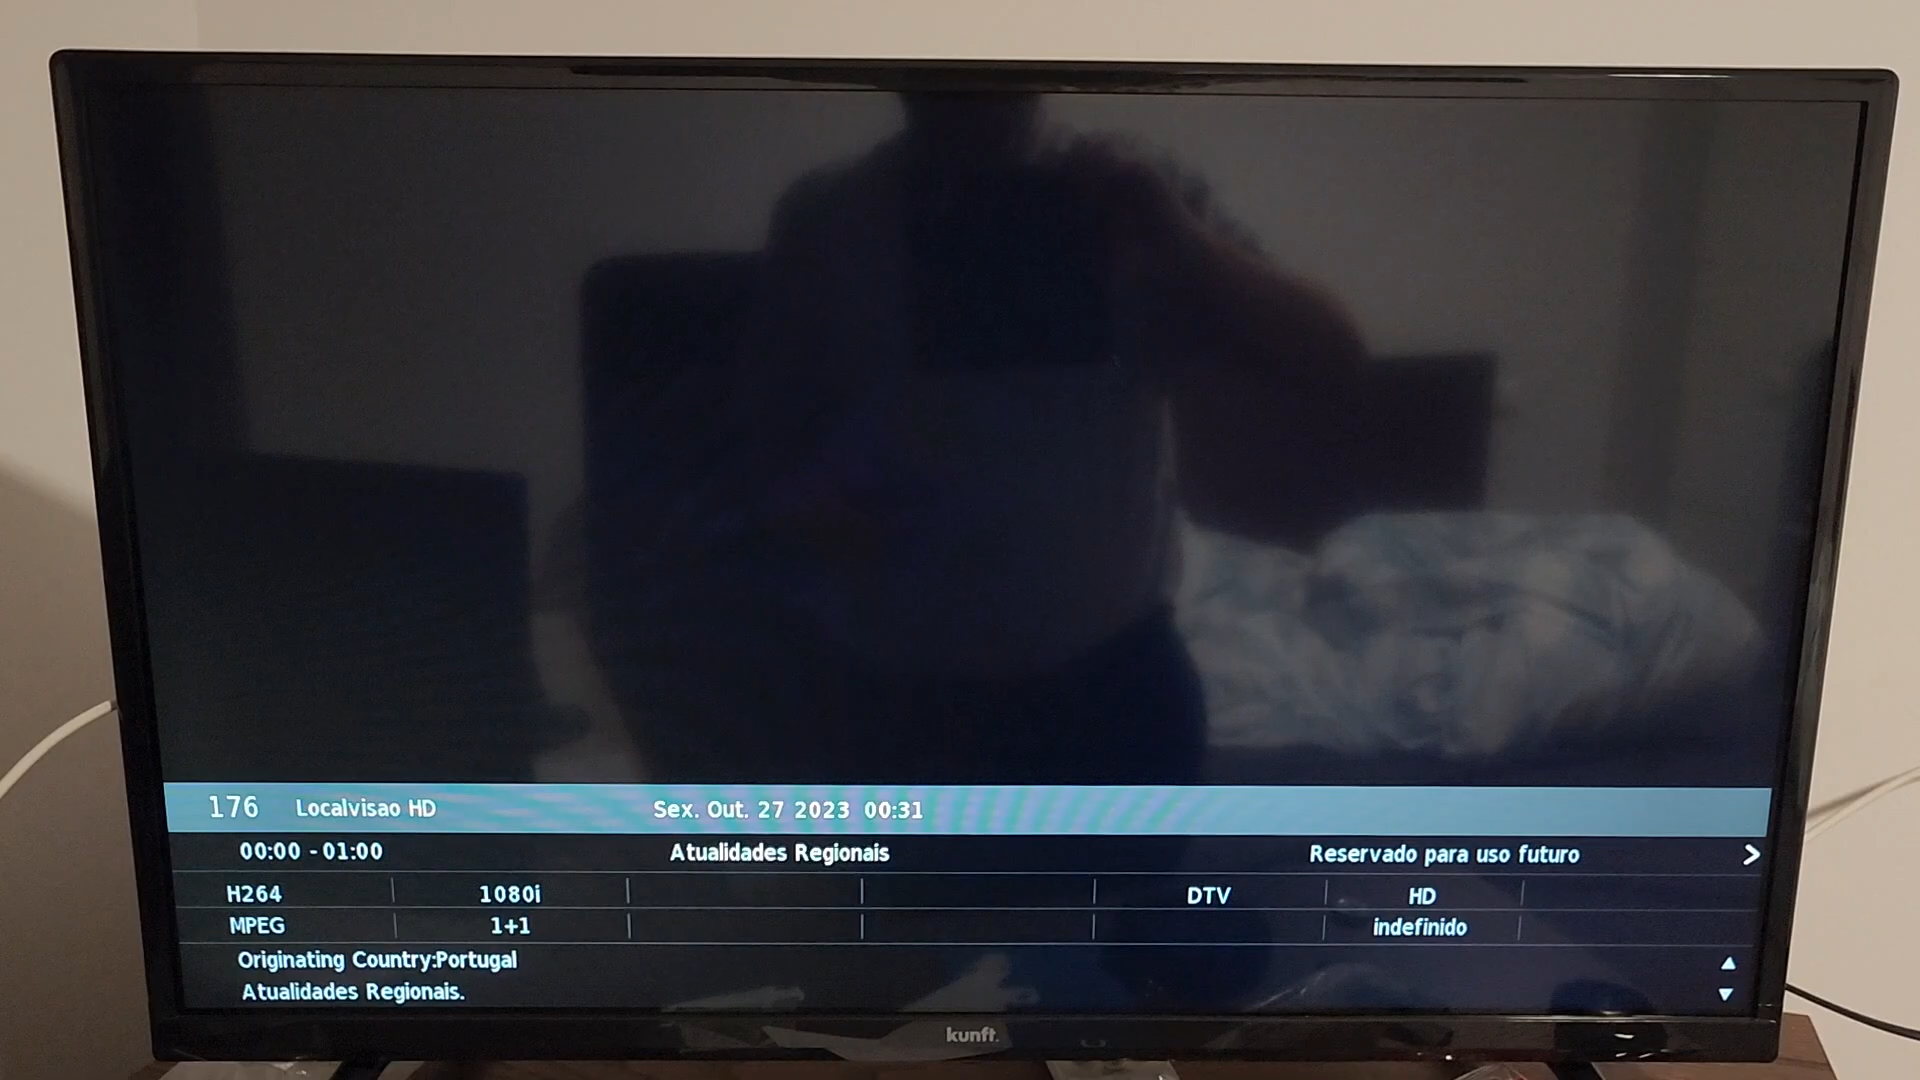 176 Localvisao HD Sex. Out. 27 2023 00:31
00:00 - 01:00 Atualidades Regionais Reservado para uso futuro >
H264 1080i DTV HD
MPEG 1+1 indefinido
Originating Country:Portugal
Atualidades Regionais.
kunft.